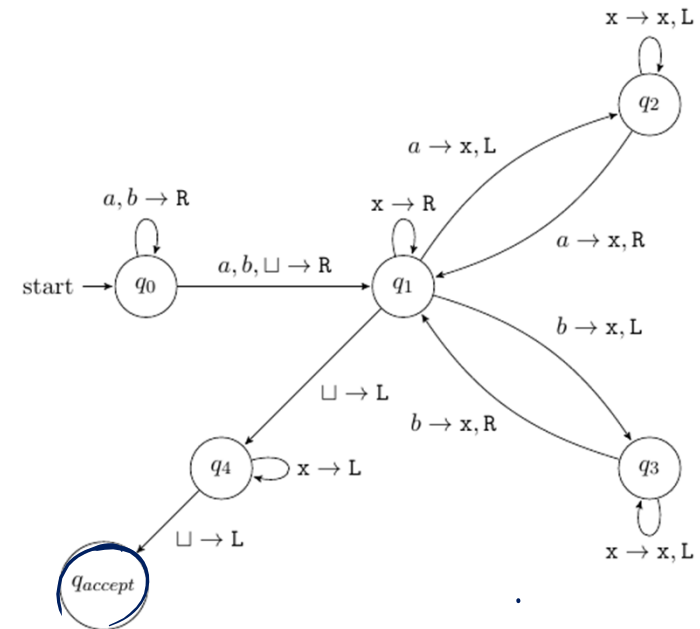 x → x, L
q2
a → x, L
a, b → R
x → R
a → x, R
a, b, ⊔ → R
start
q0
q1
b → x, L
⊔ → L
b → x, R
q4
x → L
q3
⊔ → L
x → x, L
qaccept